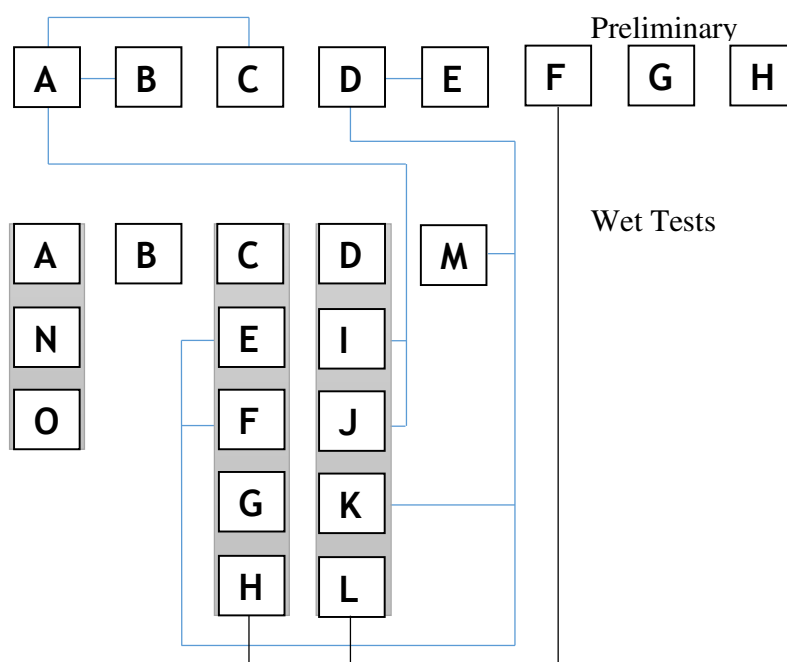 Preliminary
A B C D E F G H
Wet Tests
A B C D M
N E I
O F J
G K
H L